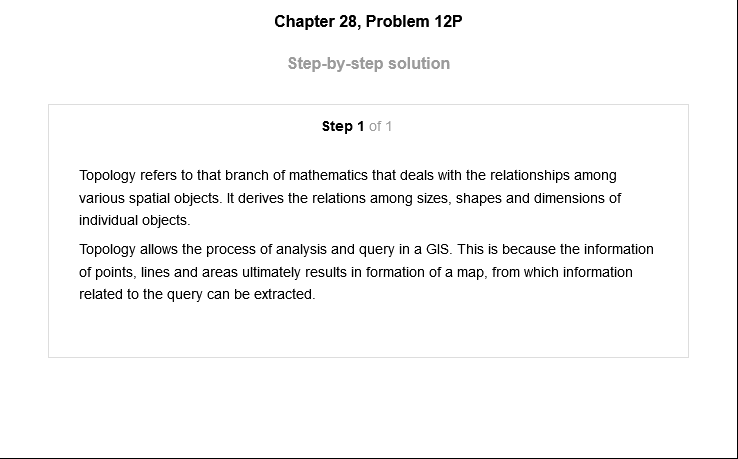 Chapter 28, Problem 12P
Step-by-step solution
Step 1 of 1
Topology refers to that branch of mathematics that deals with the relationships among
various spatial objects. It derives the relations among sizes, shapes and dimensions of
individual objects.
Topology allows the process of analysis and query in a GIS. This is because the information
of points, lines and areas ultimately results in formation of a map, from which information
related to the query can be extracted.